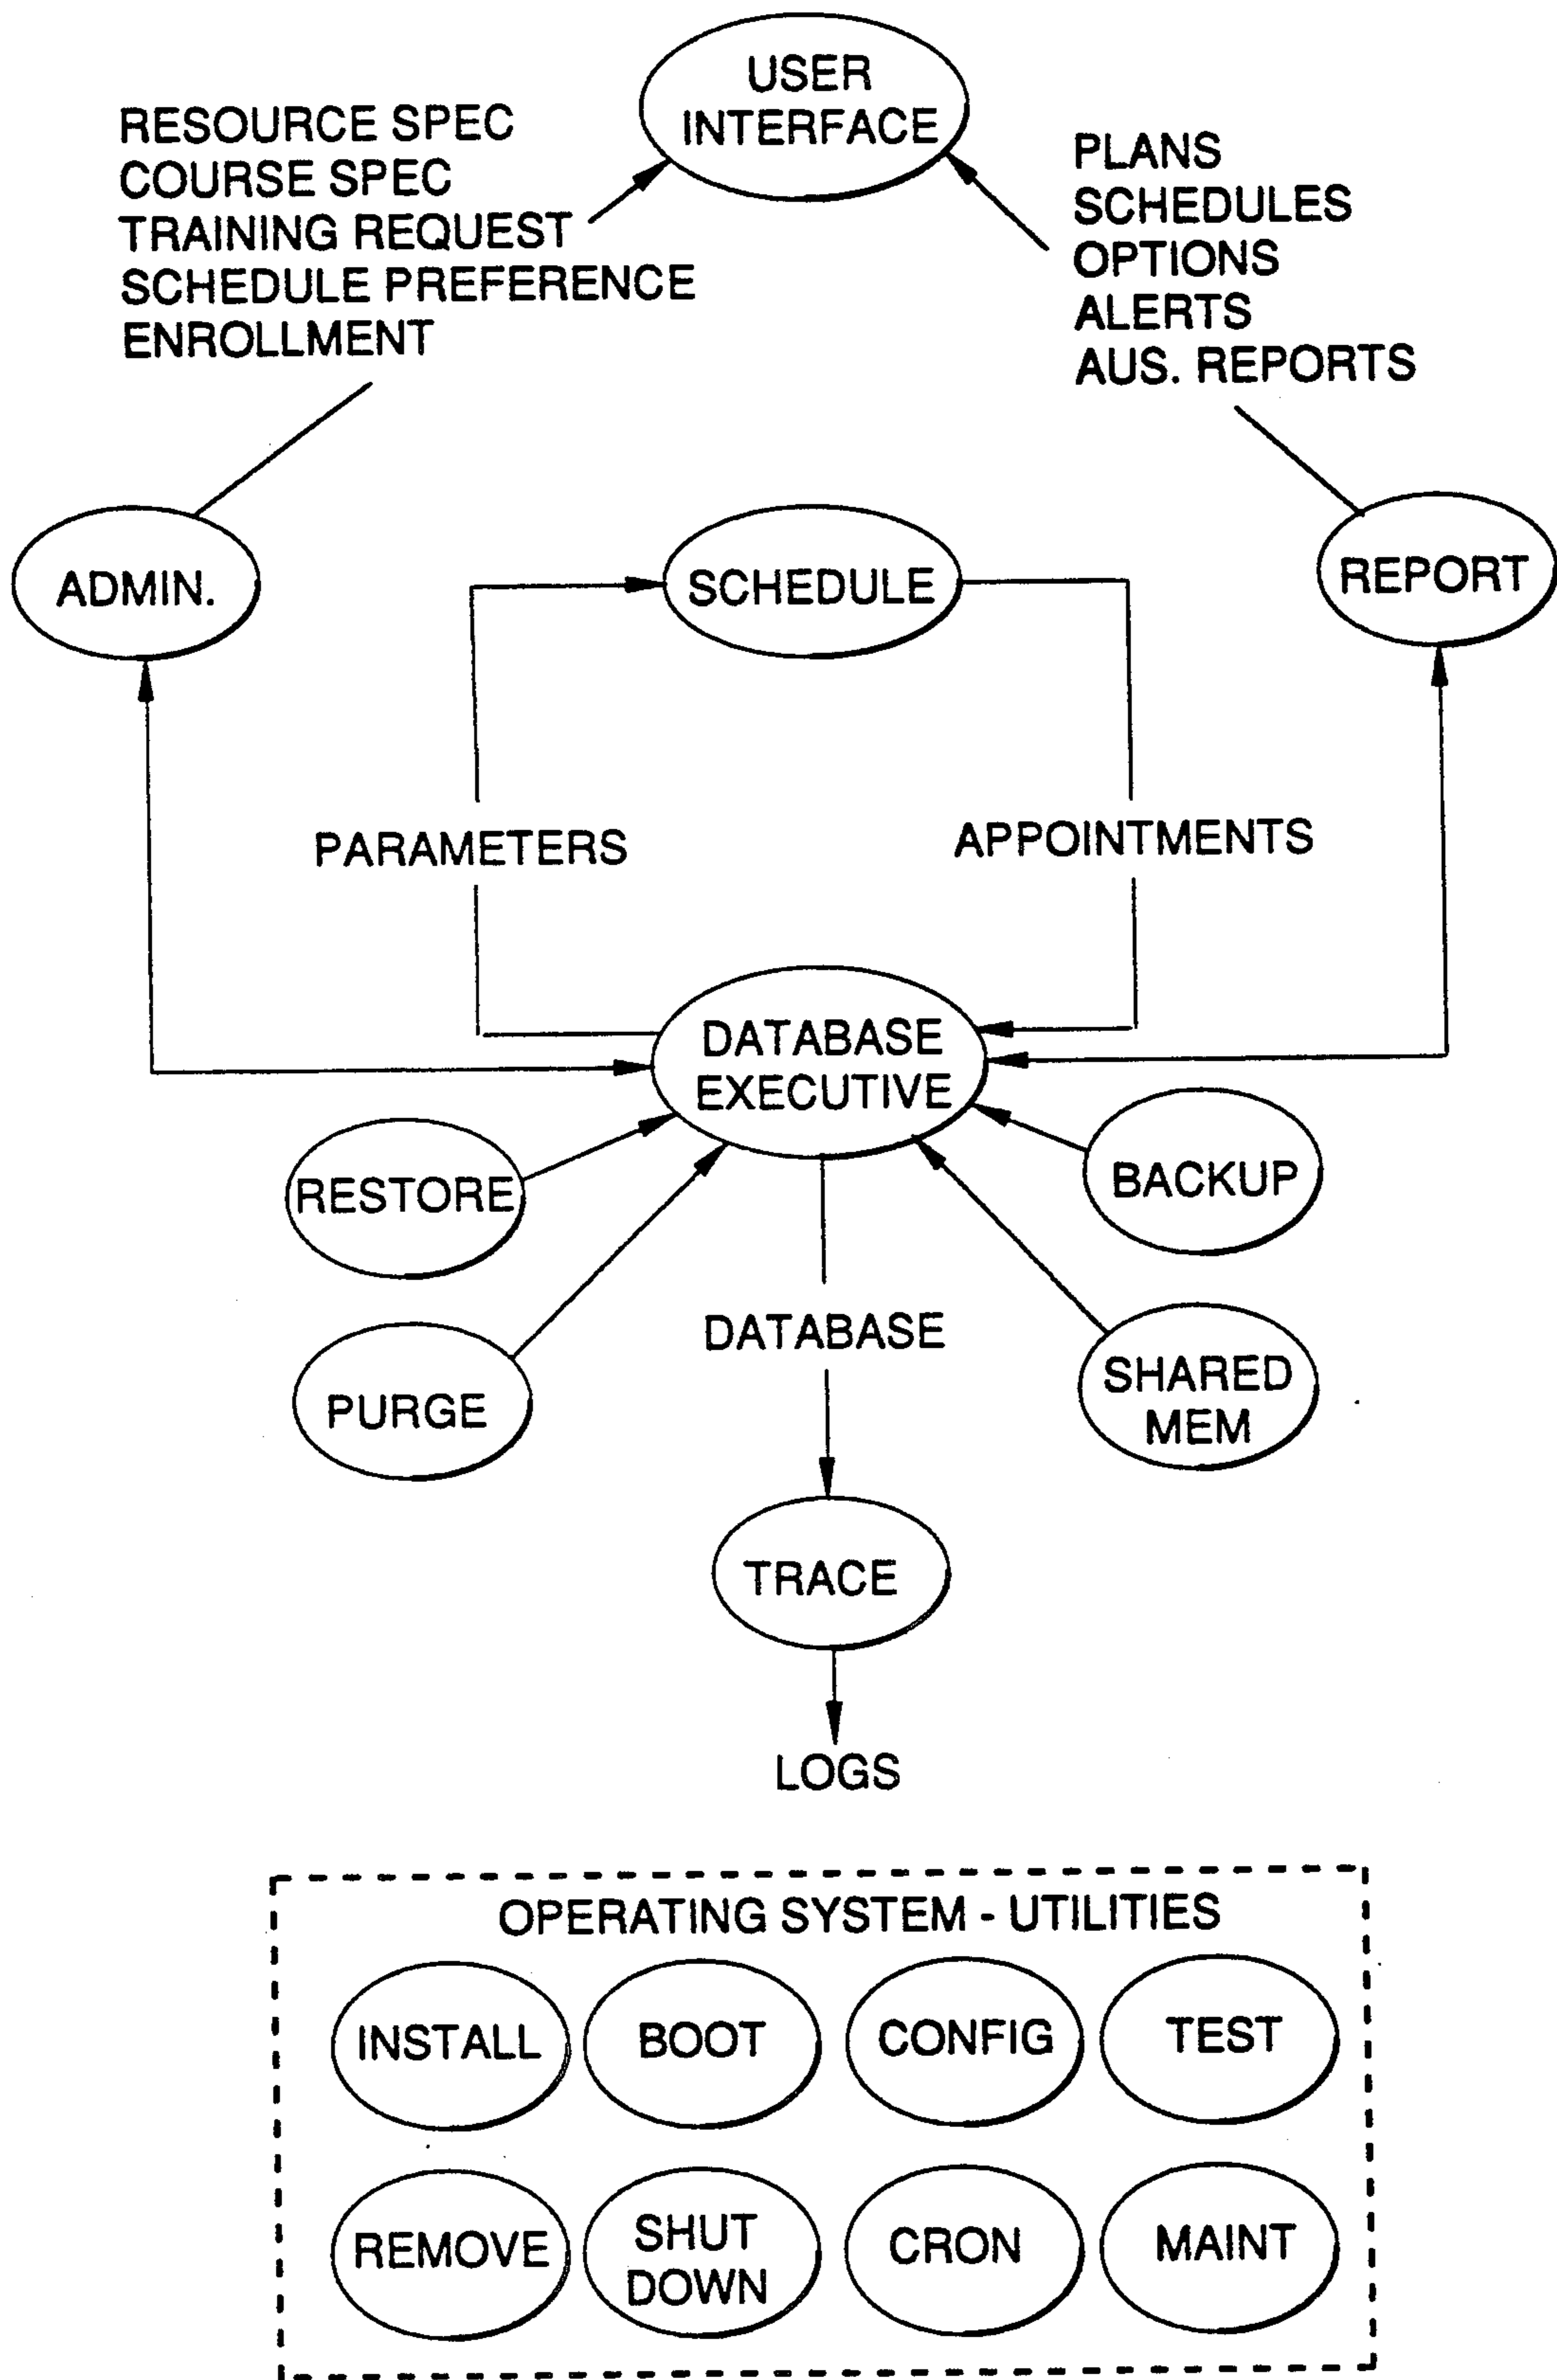 USER
INTERFACE
RESOURCE SPEC
COURSE SPEC
TRAINING REQUEST
SCHEDULE PREFERENCE
ENROLLMENT
PLANS
SCHEDULES
OPTIONS
ALERTS
AUS. REPORTS
ADMIN.
SCHEDULE
REPORT
PARAMETERS
APPOINTMENTS
DATABASE
EXECUTIVE
RESTORE
BACKUP
PURGE
DATABASE
SHARED
MEM
TRACE
LOGS
OPERATING SYSTEM - UTILITIES
INSTALL
BOOT
CONFIG
TEST
REMOVE
SHUT
DOWN
CRON
MAINT